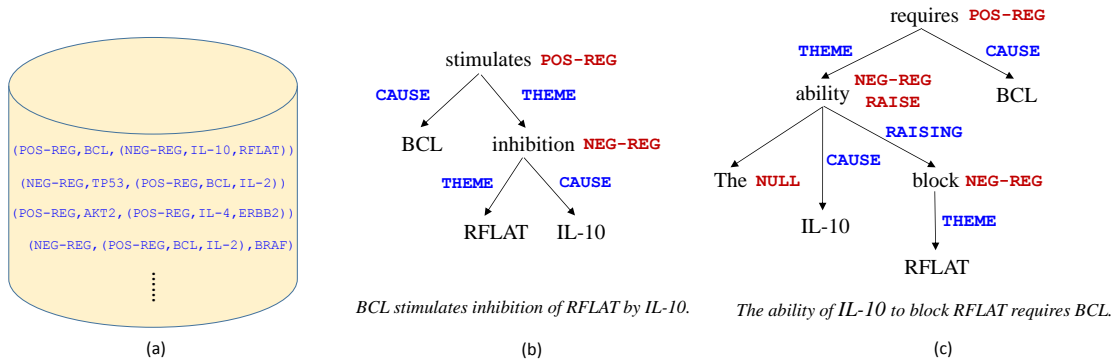 (POS-REG,BCL,(NEG-REG,IL-10,RFLAT))
(NEG-REG,TP53,(POS-REG,BCL,IL-2))
(POS-REG,AKT2,(POS-REG,IL-4,ERBB2))
(NEG-REG,(POS-REG,BCL,IL-2),BRAF)
(a)
stimulates POS-REG
CAUSE THEME
BCL inhibition NEG-REG
THEME CAUSE
RFLAT IL-10
BCL stimulates inhibition of RFLAT by IL-10.
(b)
requires POS-REG
THEME CAUSE
NEG-REG
ability BCL
RAISE
RAISING
CAUSE
The NULL block NEG-REG
IL-10 THEME
RFLAT
The ability of IL-10 to block RFLAT requires BCL.
(c)